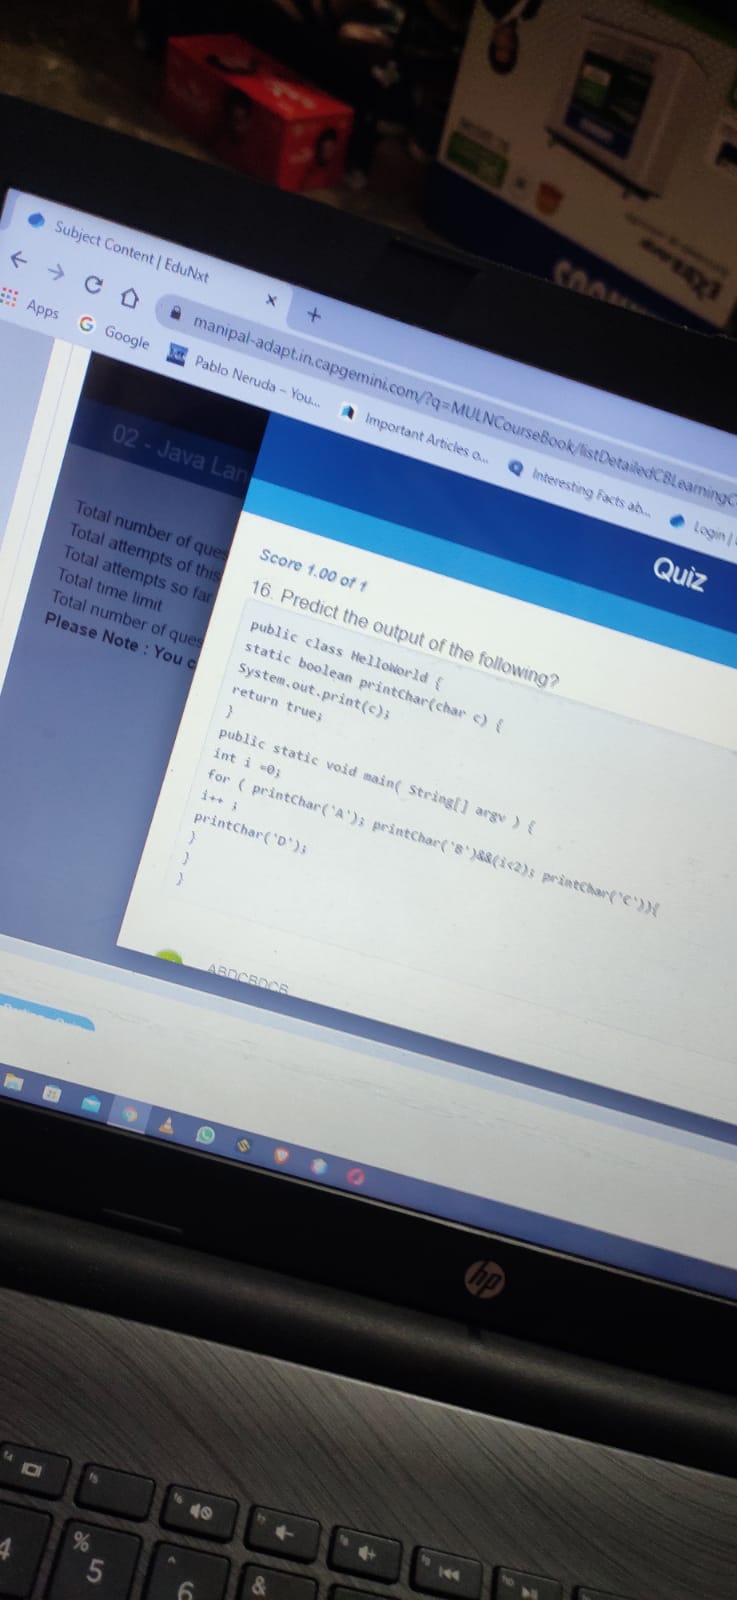 Subject Content | EduNxt
manipal-adapt.in.capgemini.com/?q=MULNCourseBook/listDetailedCBLearningC
Apps
Google
Pablo Neruda – You...
Important Articles o...
Interesting Facts ab...
Login |
02 - Java Lan
Quiz
Total number of ques
Total attempts of this
Total attempts so far
Total time limit
Total number of ques
Please Note : You c
Score 1.00 of 1
16. Predict the output of the following?
public class HelloWorld {
static boolean printChar(char c) {
System.out.print(c);
return true;
}
public static void main( String[] argv ) {
int i =0;
for ( printChar('A'); printChar('B')&&(i<2); printChar('C')){
i++ ;
printChar('D');
}
}
}
ABDCBDCB
hp
f4
f5
f6
f7
f8
f9
f10
4
%
5
^
6
&